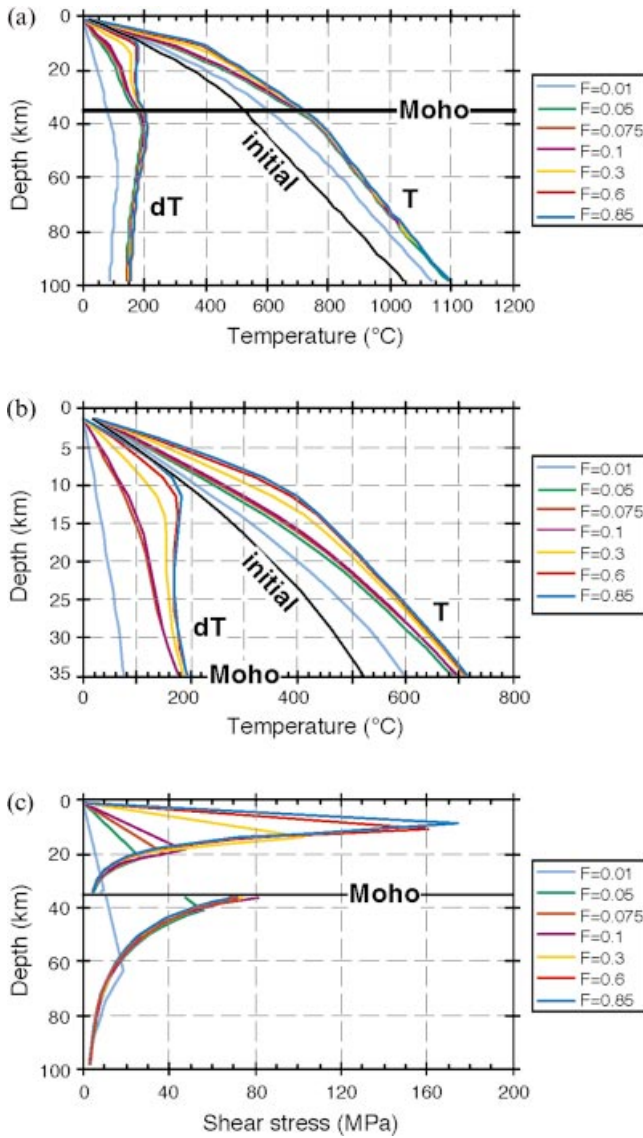 (a)
0
20
40
60
80
100
Depth (km)
Moho
initial
dT
T
0 200 400 600 800 1000 1100 1200
Temperature (°C)
F=0.01
F=0.05
F=0.075
F=0.1
F=0.3
F=0.6
F=0.85
(b)
0
5
10
15
20
25
30
35
Depth (km)
initial
dT
T
Moho
0 200 400 600 800
Temperature (°C)
F=0.01
F=0.05
F=0.075
F=0.1
F=0.3
F=0.6
F=0.85
(c)
0
20
40
60
80
100
Depth (km)
Moho
0 40 80 120 160 200
Shear stress (MPa)
F=0.01
F=0.05
F=0.075
F=0.1
F=0.3
F=0.6
F=0.85